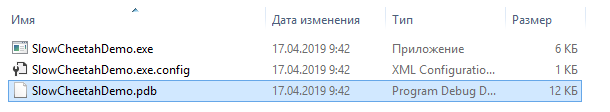 Имя Дата изменения Тип Размер
SlowCheetahDemo.exe 17.04.2019 9:42 Приложение 6 КБ
SlowCheetahDemo.exe.config 17.04.2019 9:42 XML Configuratio... 1 КБ
SlowCheetahDemo.pdb 17.04.2019 9:42 Program Debug D... 12 КБ